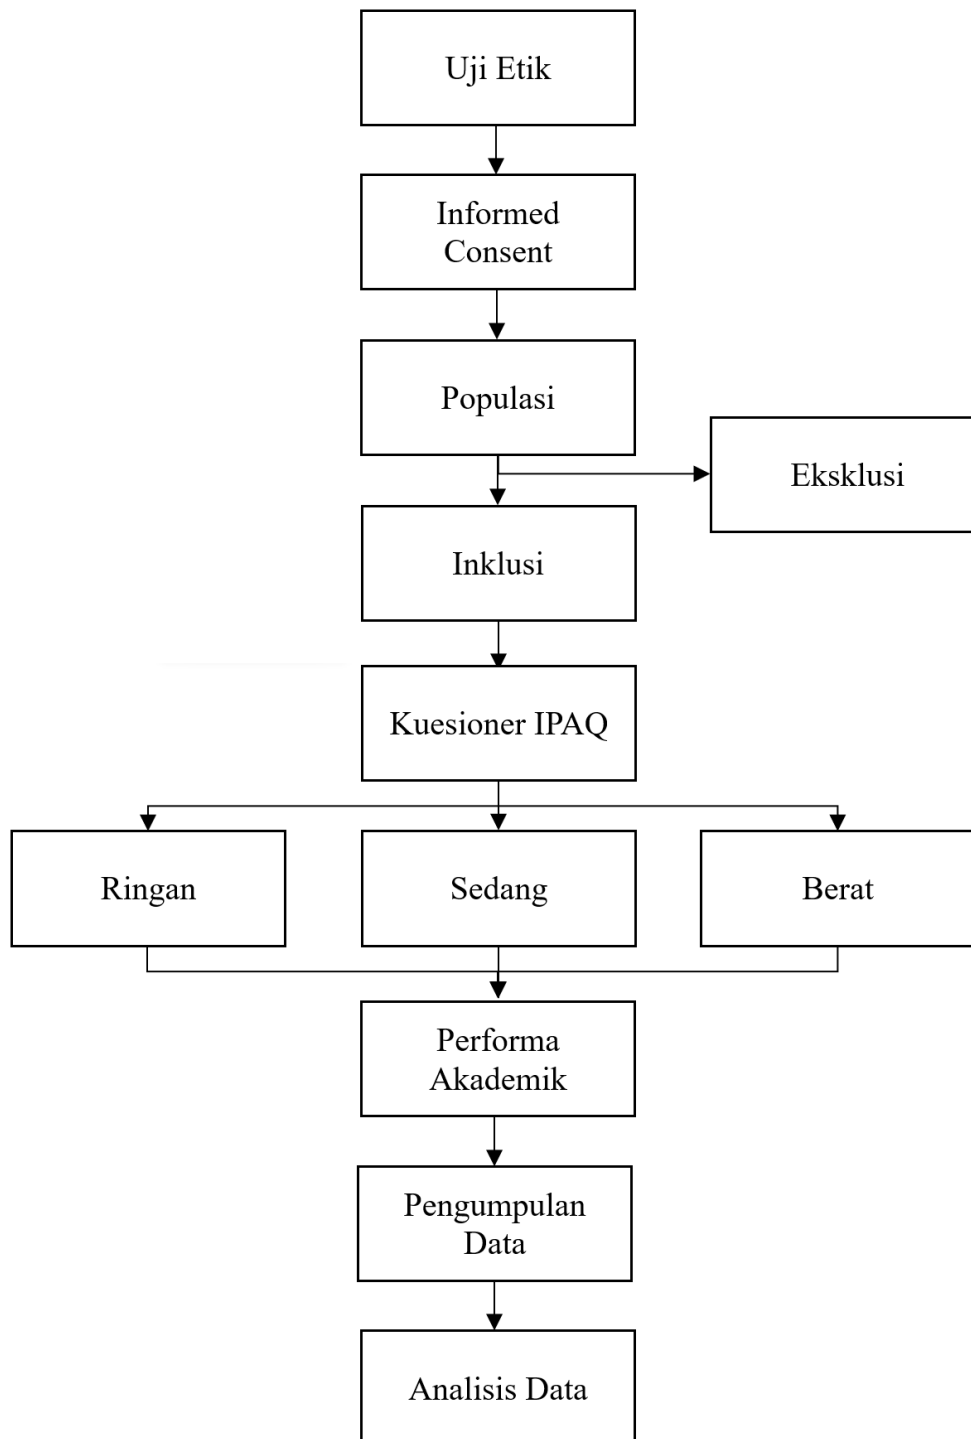 Uji Etik
Informed
Consent
Populasi
Eksklusi
Inklusi
Kuesioner IPAQ
Ringan
Sedang
Berat
Performa
Akademik
Pengumpulan
Data
Analisis Data